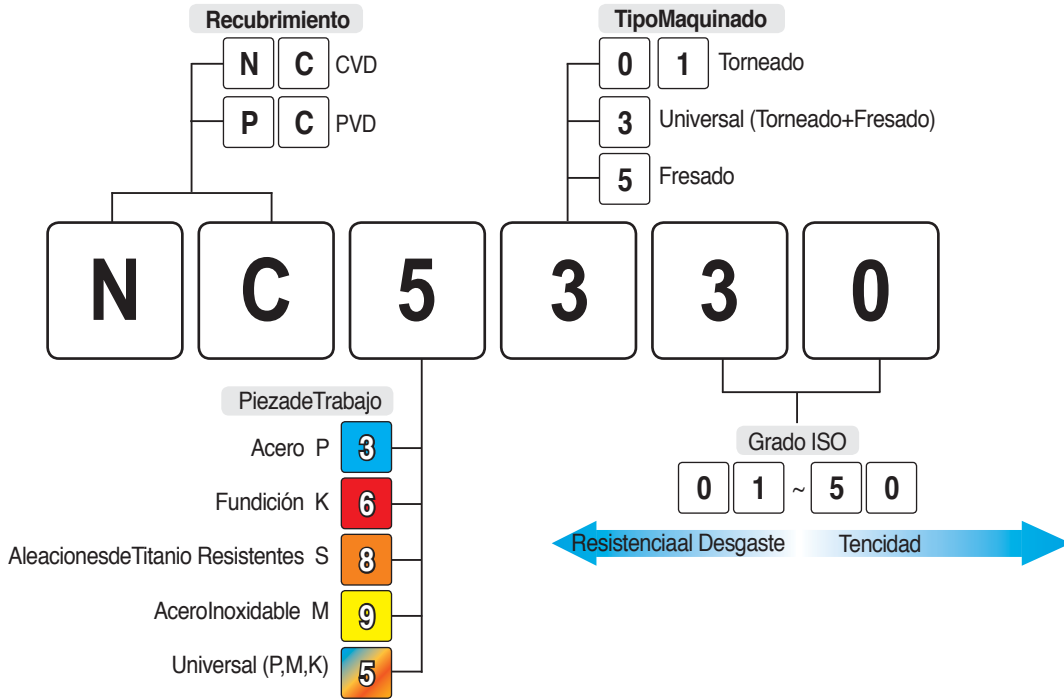 Recubrimiento
N C CVD
P C PVD
TipoMaquinado
0 1 Torneado
3 Universal (Torneado+Fresado)
5 Fresado
N C 5 3 3 0
PiezadeTrabajo
Acero P 3
Fundición K 6
AleacionesdeTitanio Resistentes S 8
AceroInoxidable M 9
Universal (P,M,K) 5
Grado ISO
0 1 ~ 5 0
Resistenciaal Desgaste Tencidad